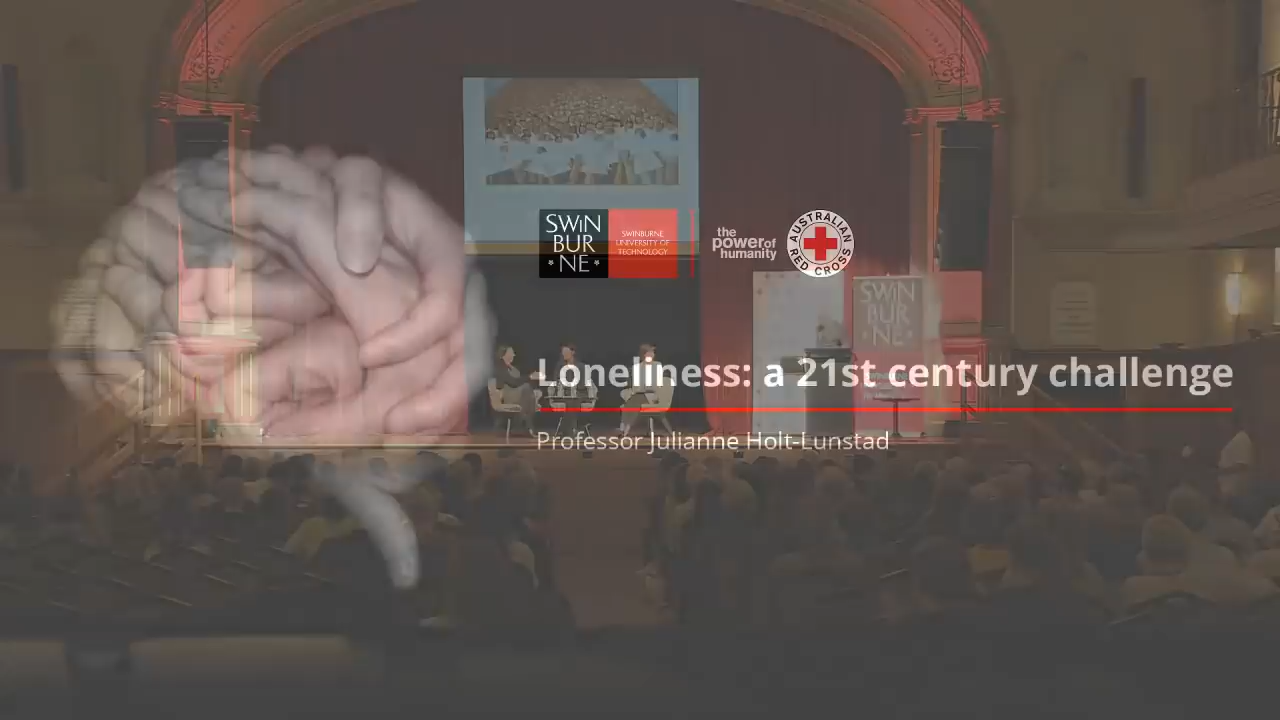 SWIN
BUR
NE
SWINBURNE
UNIVERSITY OF
TECHNOLOGY
the
power of
humanity
AUSTRALIAN
RED CROSS
SWIN
BUR
NE
Loneliness: a 21st century challenge
Professor Julianne Holt-Lunstad